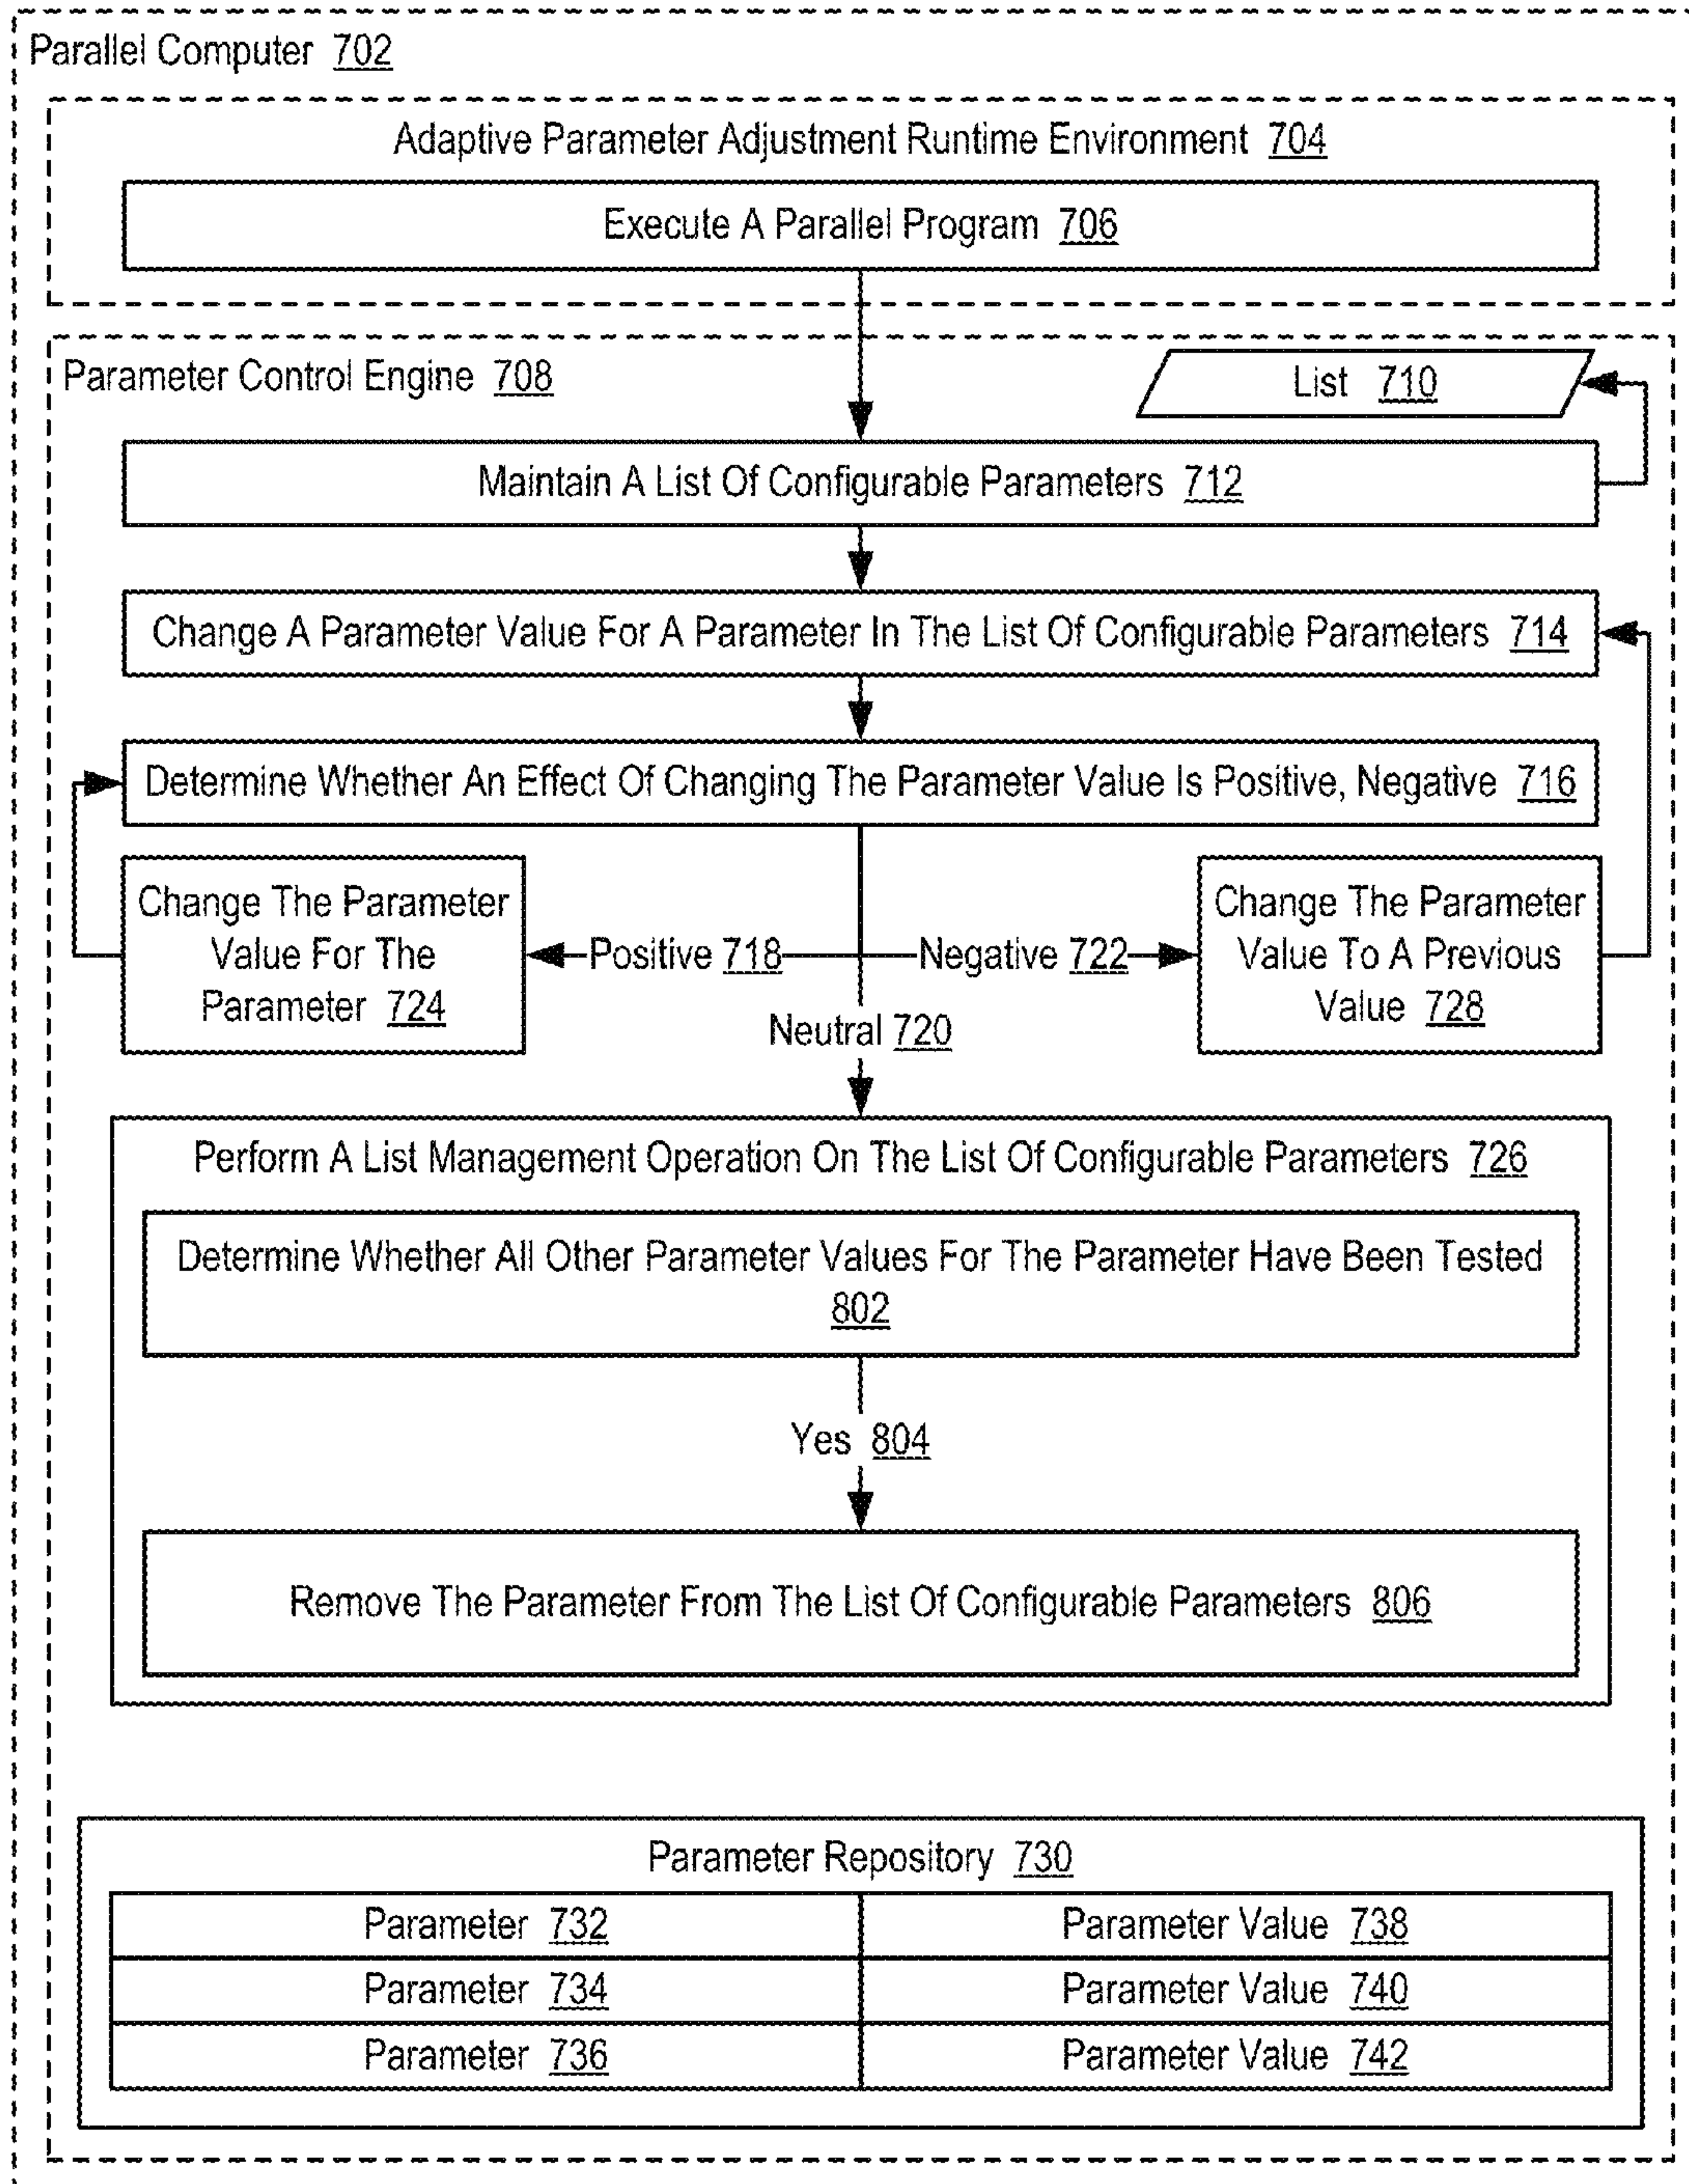 Parallel Computer 702
Adaptive Parameter Adjustment Runtime Environment 704
Execute A Parallel Program 706
Parameter Control Engine 708
List 710
Maintain A List Of Configurable Parameters 712
Change A Parameter Value For A Parameter In The List Of Configurable Parameters 714
Determine Whether An Effect Of Changing The Parameter Value Is Positive, Negative 716
Change The Parameter
Value For The
Parameter 724
Positive 718
Negative 722
Change The Parameter
Value To A Previous
Value 728
Neutral 720
Perform A List Management Operation On The List Of Configurable Parameters 726
Determine Whether All Other Parameter Values For The Parameter Have Been Tested
802
Yes 804
Remove The Parameter From The List Of Configurable Parameters 806
Parameter Repository 730
Parameter 732 Parameter Value 738
Parameter 734 Parameter Value 740
Parameter 736 Parameter Value 742